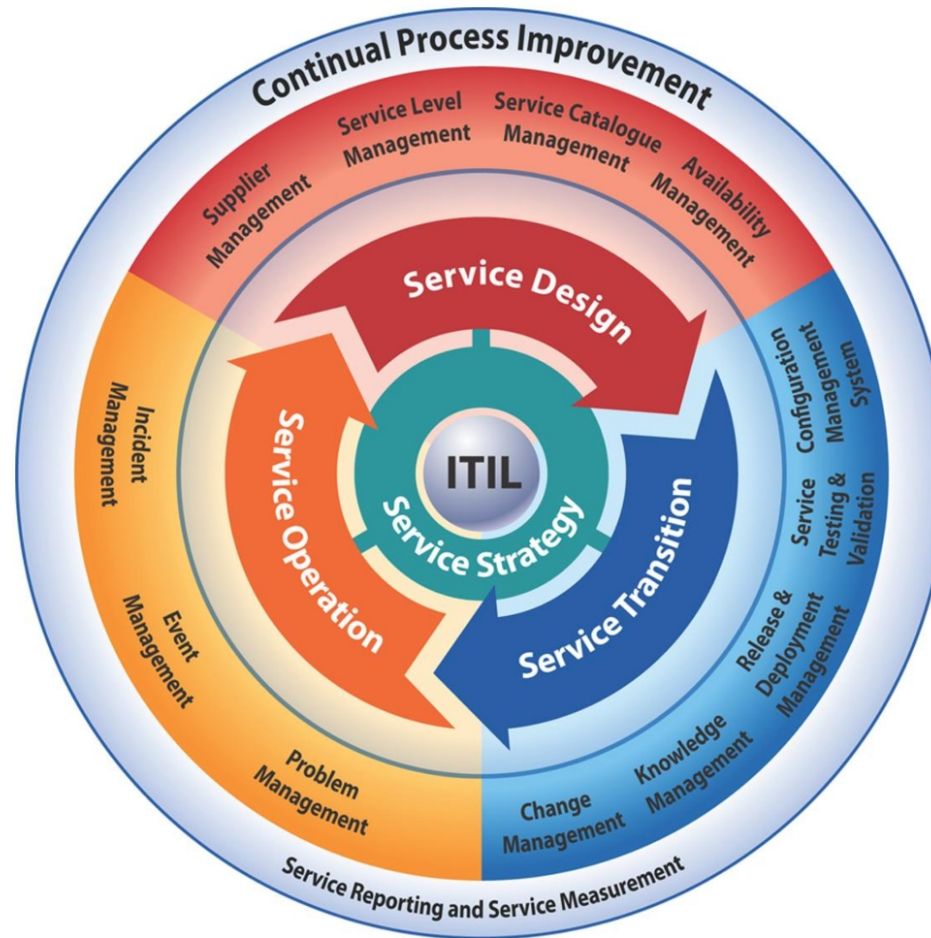 Continual Process Improvement
Supplier
Management
Service Level
Management
Service Catalogue
Management
Availability
Management
Configuration
Management
System
Service
Testing &
Validation
Release &
Deployment
Management
Knowledge
Management
Change
Management
Problem
Management
Event
Management
Incident
Management
Service Design
Service Transition
Service Operation
Service Strategy
ITIL
Service Reporting and Service Measurement